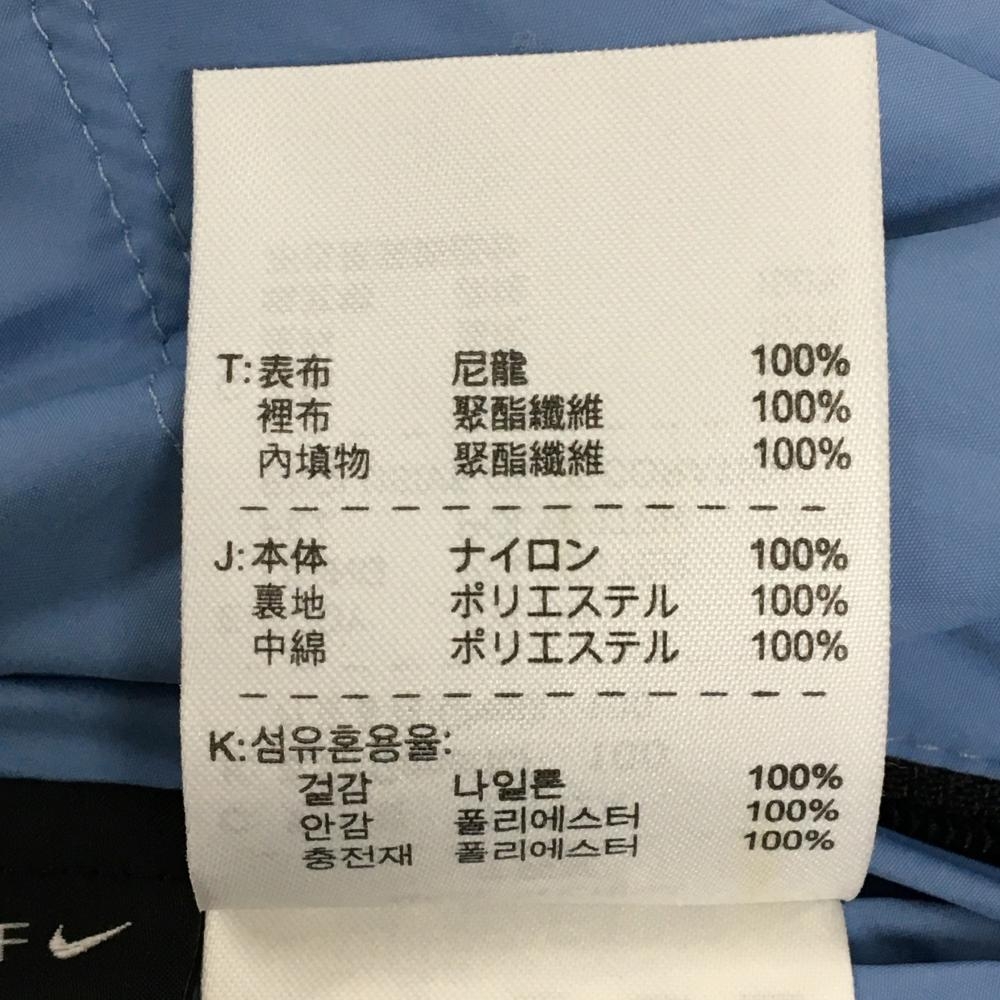 T:表布 尼龍 100%
裡布 聚酯纖維 100%
內填物 聚酯纖維 100%
J:本体 ナイロン 100%
裏地 ポリエステル 100%
中綿 ポリエステル 100%
K:섬유혼용율:
겉감 나일론 100%
안감 폴리에스터 100%
충전재 폴리에스터 100%
F